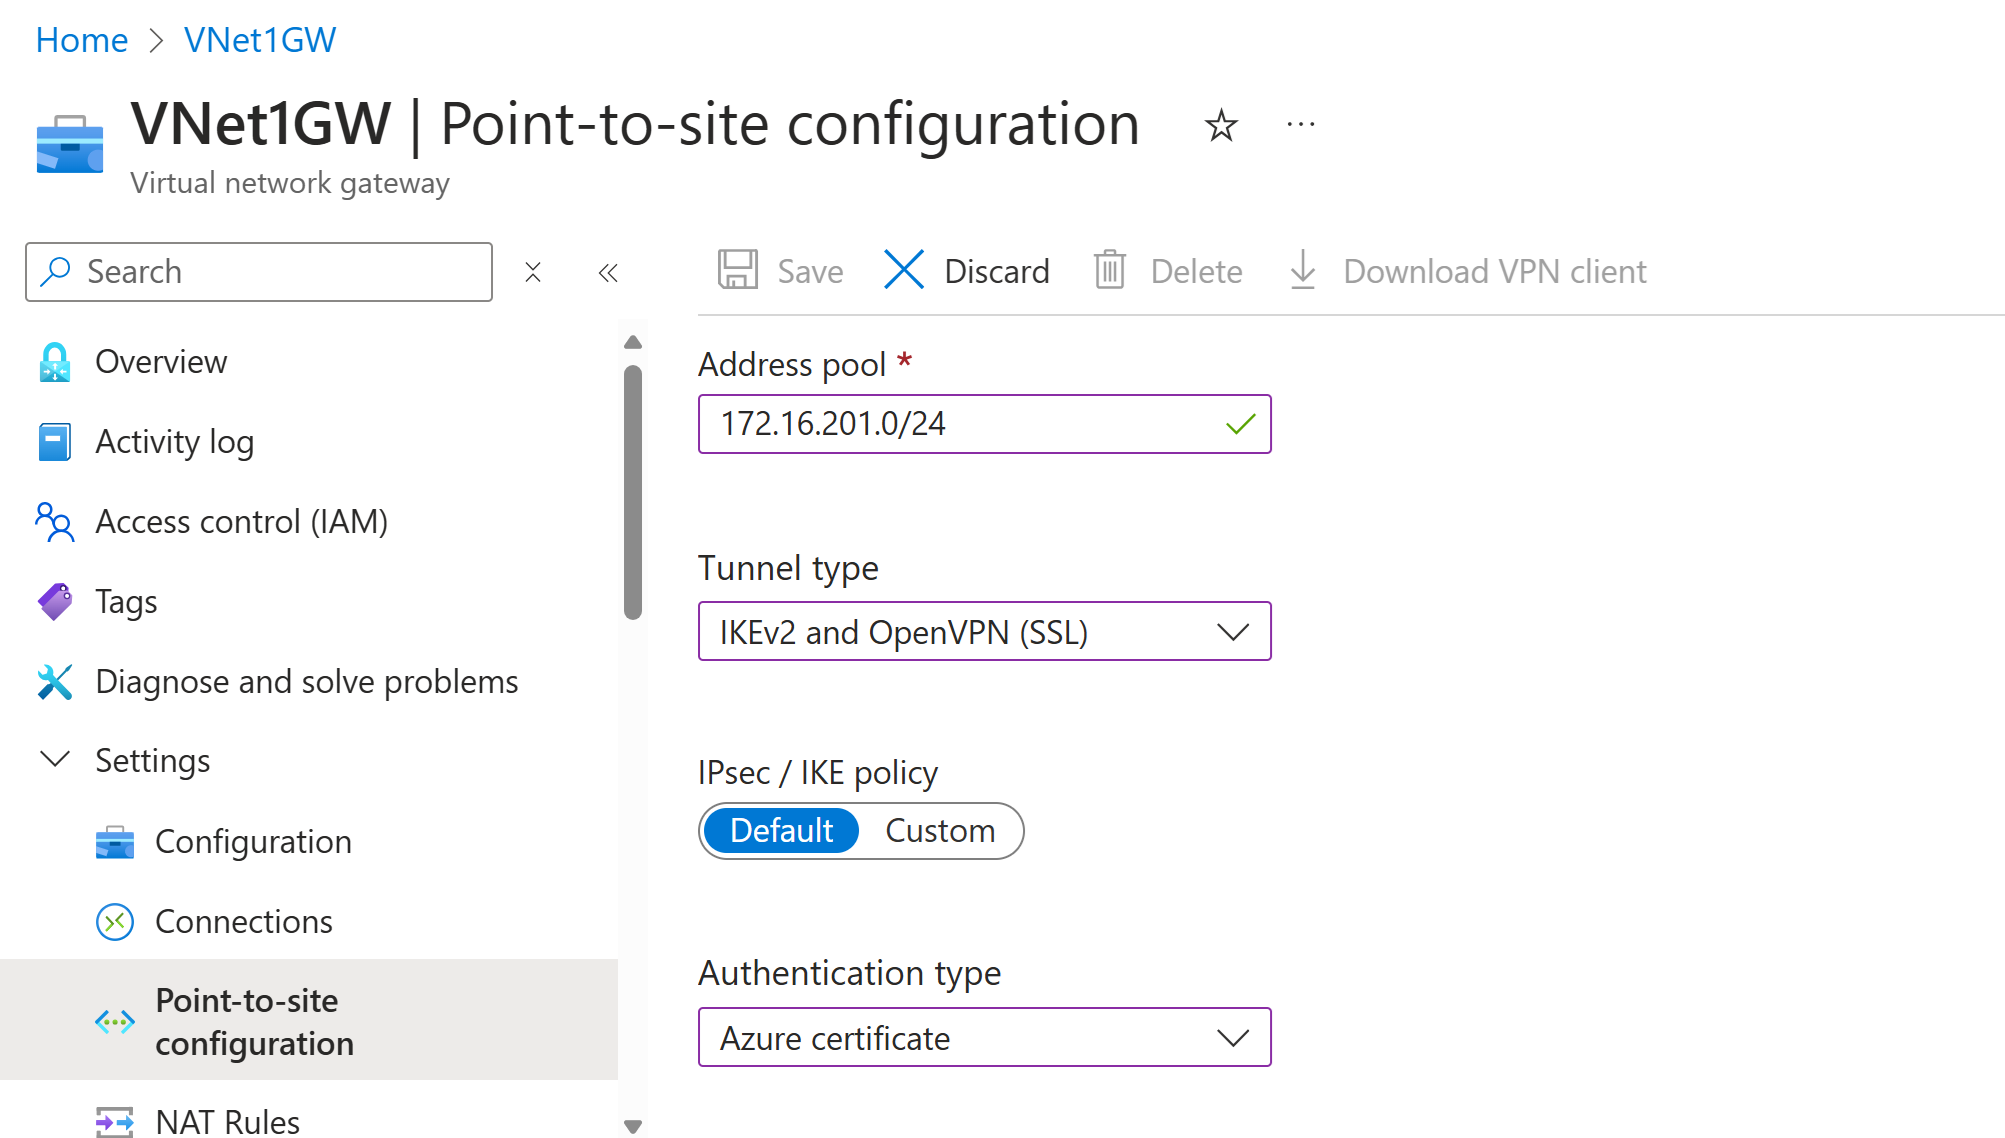 Home > VNet1GW
VNet1GW | Point-to-site configuration
Virtual network gateway
Search
Save Discard Delete Download VPN client
Overview
Activity log
Access control (IAM)
Tags
Diagnose and solve problems
Settings
Configuration
Connections
Point-to-site
configuration
NAT Rules
Address pool *
172.16.201.0/24
Tunnel type
IKEv2 and OpenVPN (SSL)
IPsec / IKE policy
Default Custom
Authentication type
Azure certificate